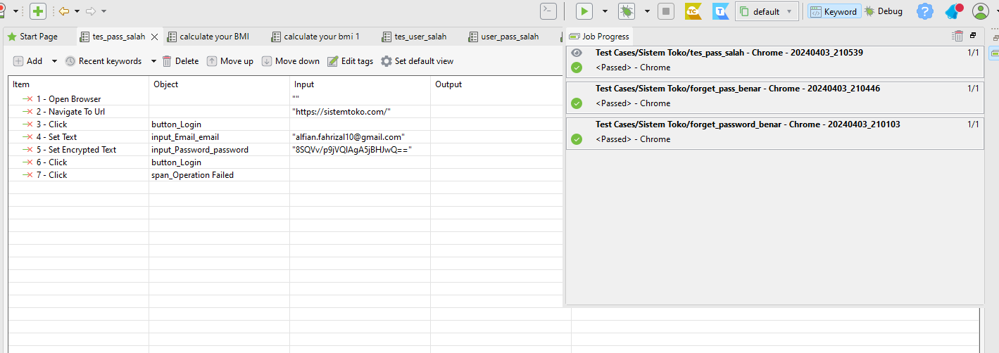 default
Keyword
Debug
Start Page
tes_pass_salah
calculate your BMI
calculate your bmi 1
tes_user_salah
user_pass_salah
Job Progress
Add
Recent keywords
Delete
Move up
Move down
Edit tags
Set default view
Item Object Input Output
1 - Open Browser ""
2 - Navigate To Url "https://sistemtoko.com/"
3 - Click button_Login
4 - Set Text input_Email_email "alfian.fahrizal10@gmail.com"
5 - Set Encrypted Text input_Password_password "8SQVv/p9jVQIAgA5jBHJwQ=="
6 - Click button_Login
7 - Click span_Operation Failed
Test Cases/Sistem Toko/tes_pass_salah - Chrome - 20240403_210539 1/1
<Passed> - Chrome
Test Cases/Sistem Toko/forget_pass_benar - Chrome - 20240403_210446 1/1
<Passed> - Chrome
Test Cases/Sistem Toko/forget_password_benar - Chrome - 20240403_210103 1/1
<Passed> - Chrome